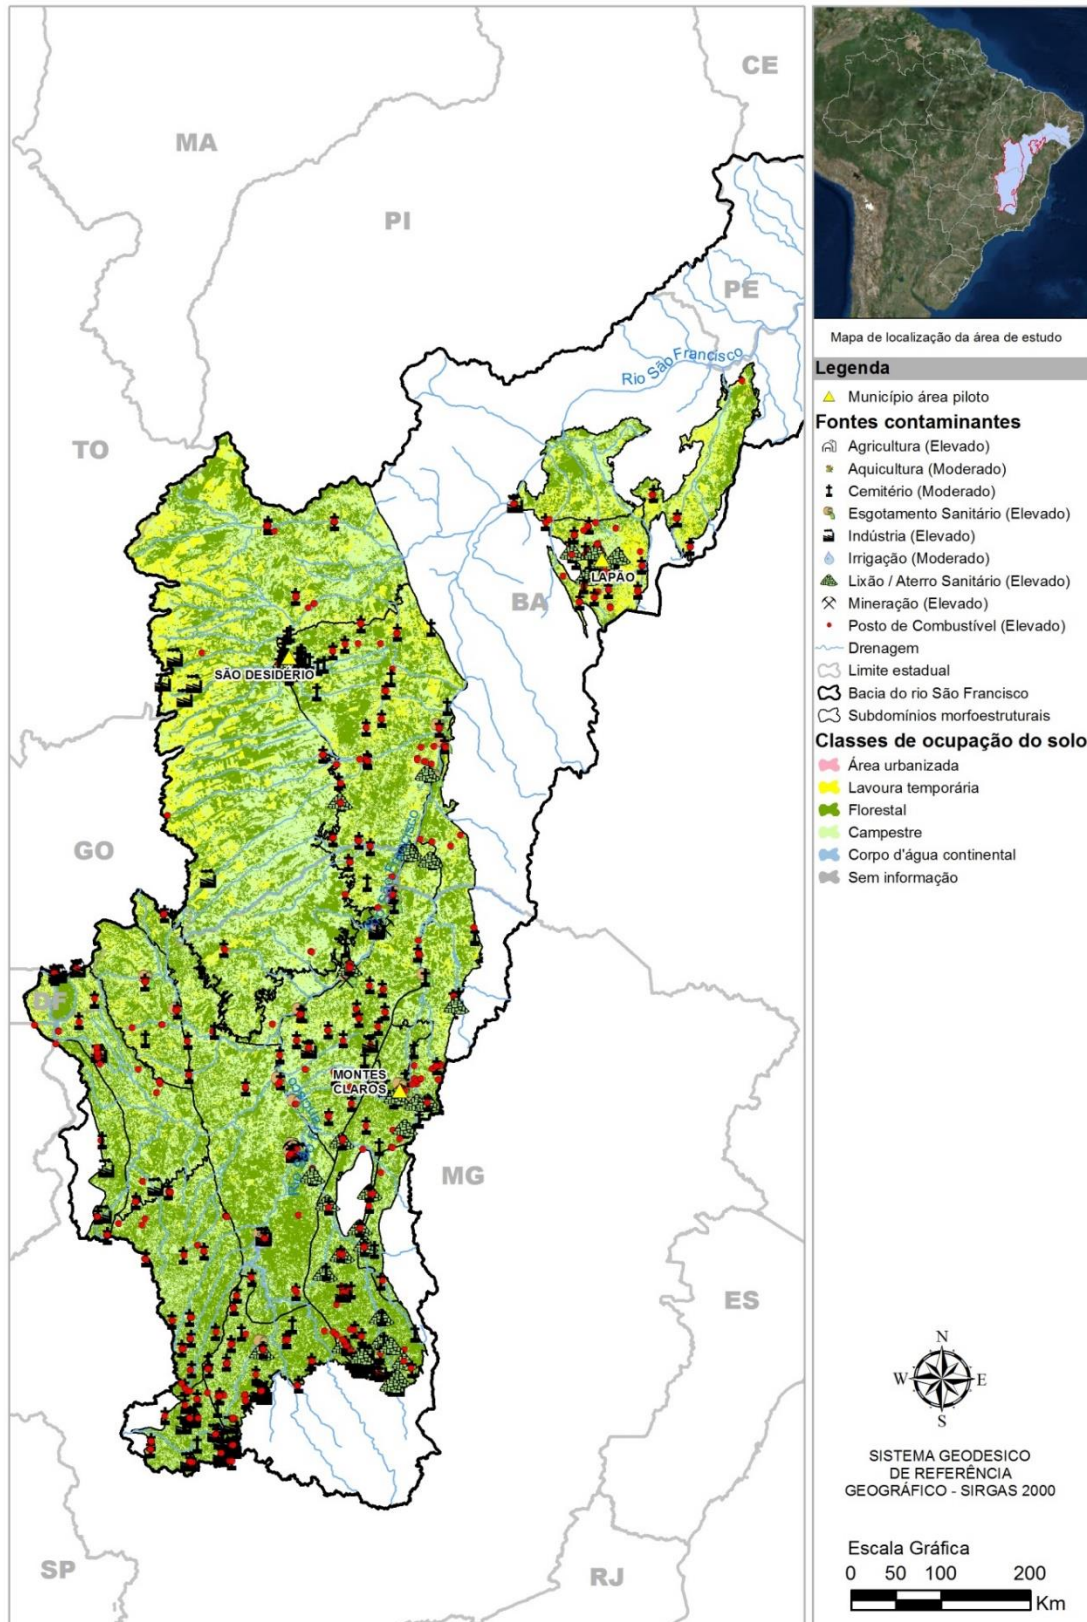 CE
MA
PI
PE
Rio São Francisco
TO
LAPÃO
BA
SÃO DESIDÉRIO
GO
São Francisco
DF
MONTES
CLAROS
MG
ES
SP
RJ
Mapa de localização da área de estudo
Legenda
Município área piloto
Fontes contaminantes
Agricultura (Elevado)
Aquicultura (Moderado)
Cemitério (Moderado)
Esgotamento Sanitário (Elevado)
Indústria (Elevado)
Irrigação (Moderado)
Lixão / Aterro Sanitário (Elevado)
Mineração (Elevado)
Posto de Combustível (Elevado)
Drenagem
Limite estadual
Bacia do rio São Francisco
Subdomínios morfoestruturais
Classes de ocupação do solo
Área urbanizada
Lavoura temporária
Florestal
Campestre
Corpo d'água continental
Sem informação
N
W E
S
SISTEMA GEODESICO
DE REFERÊNCIA
GEOGRÁFICO - SIRGAS 2000
Escala Gráfica
0 50 100 200
Km